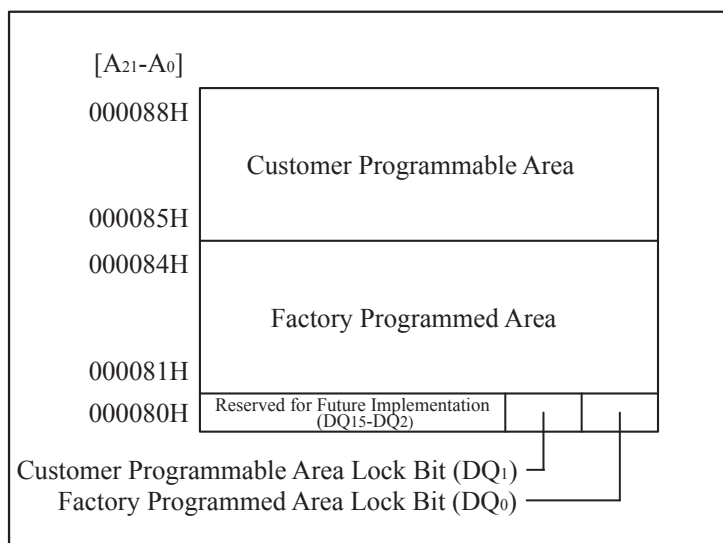 [A21-A0]
000088H
Customer Programmable Area
000085H
000084H
Factory Programmed Area
000081H
000080H
Reserved for Future Implementation
(DQ15-DQ2)
Customer Programmable Area Lock Bit (DQ1)
Factory Programmed Area Lock Bit (DQ0)